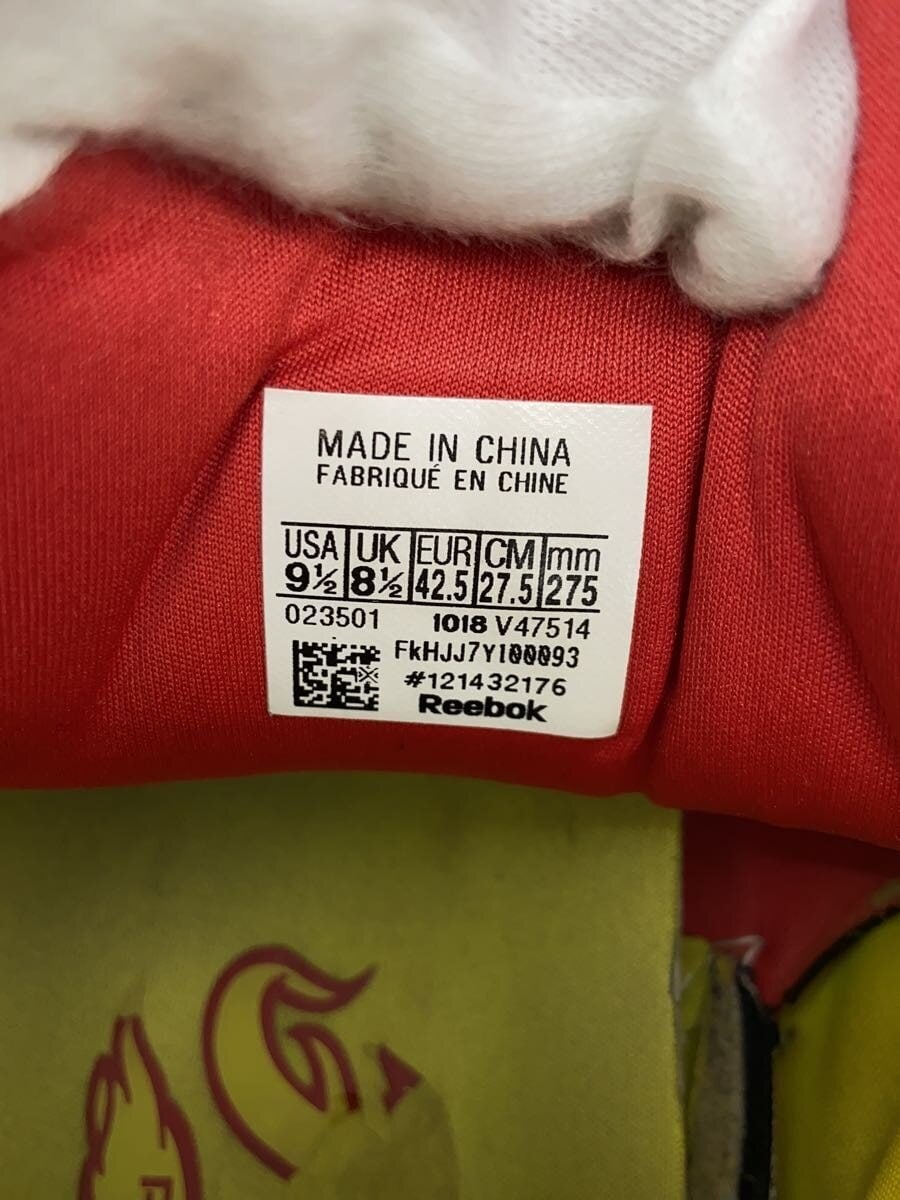 MADE IN CHINA
FABRIQUÉ EN CHINE
USA UK EUR CM mm
9½ 8½ 42.5 27.5 275
023501 1018 V47514
FkHJJ7Y100093
#121432176
Reebok